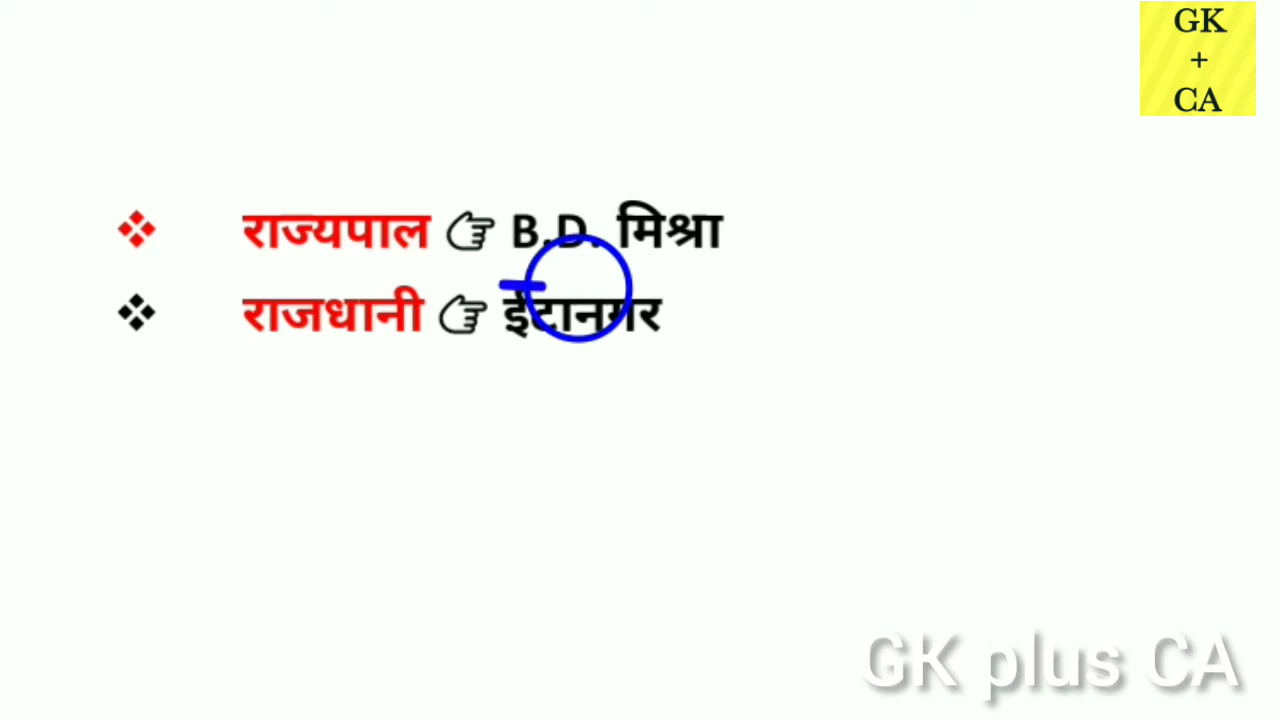 GK
+
CA
❖ राज्यपाल 👉 B.D. मिश्रा
❖ राजधानी 👉 ईटानगर
GK plus CA